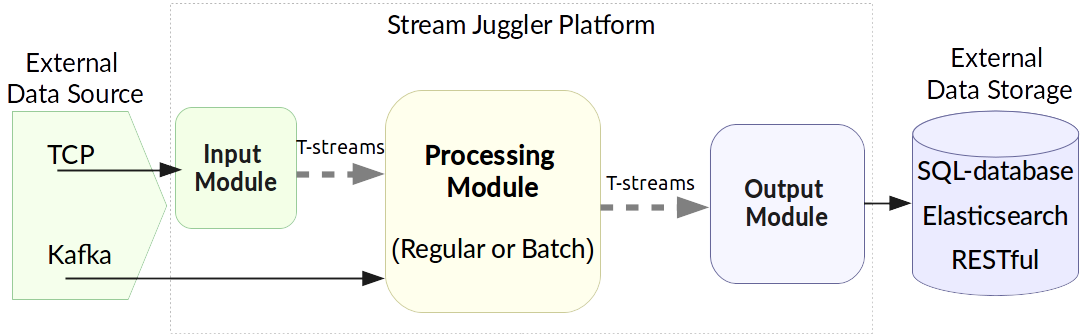 Stream Juggler Platform
External
Data Source
TCP
Kafka
Input
Module
T-streams
Processing
Module
(Regular or Batch)
T-streams
Output
Module
External
Data Storage
SQL-database
Elasticsearch
RESTful